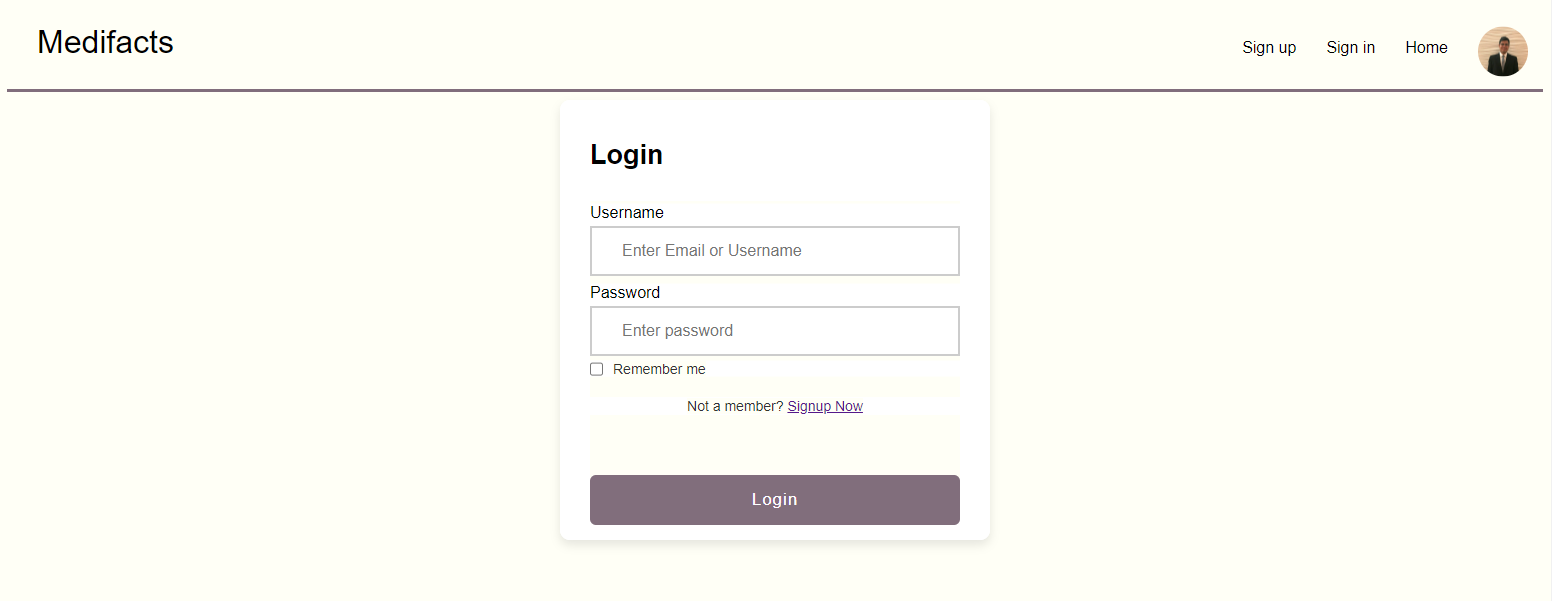 Medifacts
Sign up Sign in Home
Login
Username
Enter Email or Username
Password
Enter password
Remember me
Not a member? Signup Now
Login